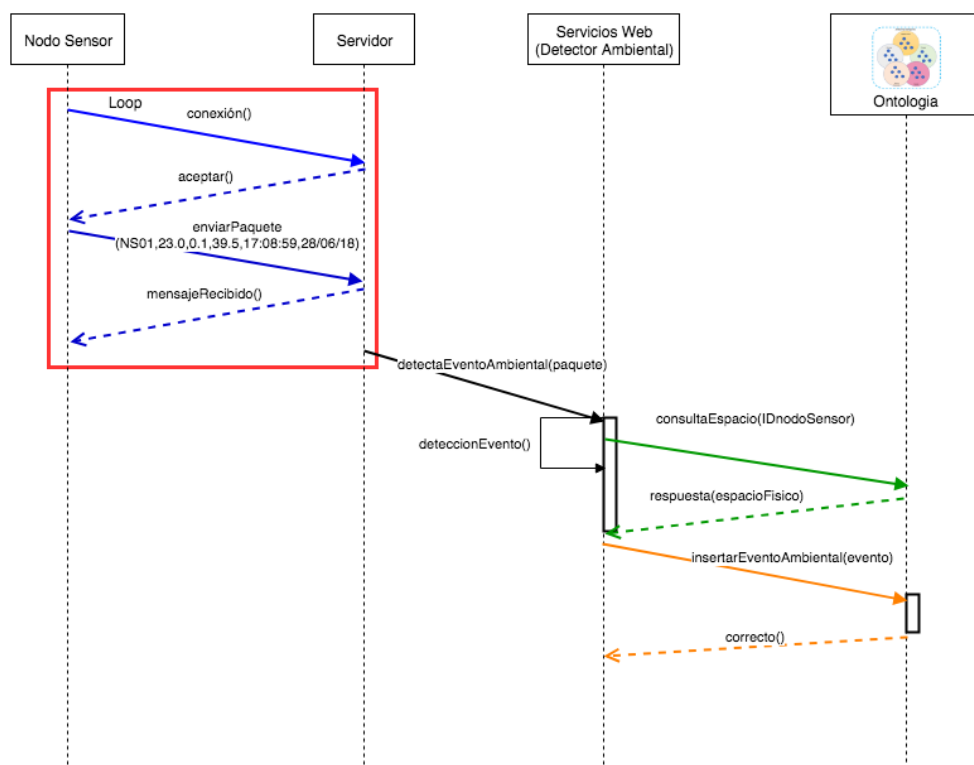 Nodo Sensor
Servidor
Servicios Web
(Detector Ambiental)
Ontologia
Loop
conexión()
aceptar()
enviarPaquete
(NS01,23.0,0.1,39.5,17:08:59,28/06/18)
mensajeRecibido()
detectaEventoAmbiental(paquete)
consultaEspacio(IDnodoSensor)
deteccionEvento()
respuesta(espacioFisico)
insertarEventoAmbiental(evento)
correcto()